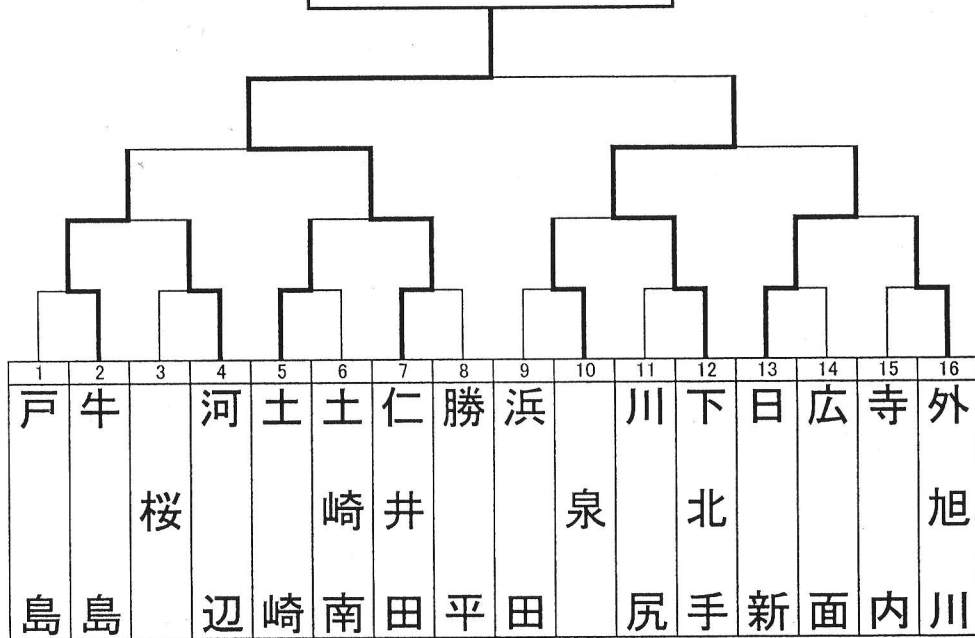 1 2 3 4 5 6 7 8 9 10 11 12 13 14 15 16
戸島
牛島
桜
河辺
土崎
土崎南
仁井田
勝平
浜田
泉
川尻
下北手
日新
広面
寺内
外旭川